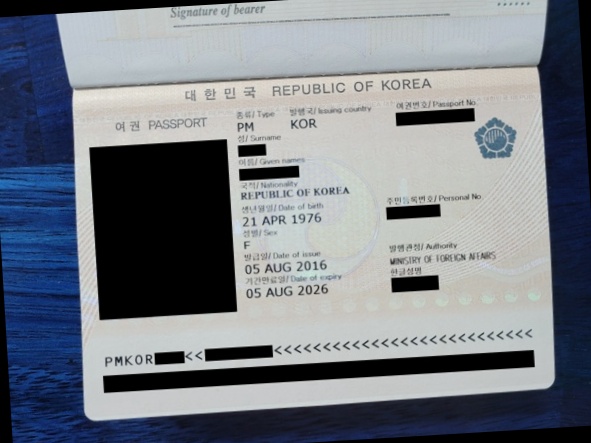 Signature of bearer
대한민국 REPUBLIC OF KOREA
여권 PASSPORT
종류/ Type 발행국/ Issuing country 여권번호/ Passport No.
PM KOR
성/ Surname
이름/ Given names
국적/ Nationality
REPUBLIC OF KOREA
생년월일/ Date of birth 주민등록번호/ Personal No.
21 APR 1976
성별/ Sex
F
발급일/ Date of issue 발행관청/ Authority
05 AUG 2016 MINISTRY OF FOREIGN AFFAIRS
기간만료일/ Date of expiry 한글성명
05 AUG 2026
PMKOR <<  <<<<<<<<<<<<<<<<<<<<<<<<<